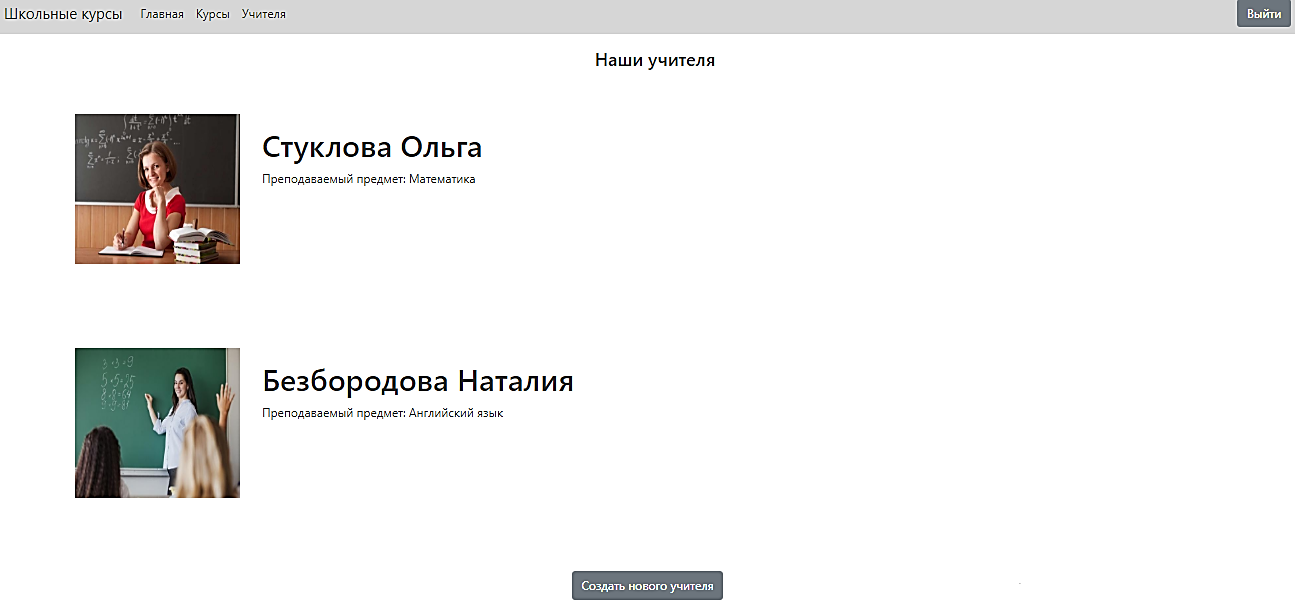 Школьные курсы Главная Курсы Учителя Выйти
Наши учителя
Стуклова Ольга
Преподаваемый предмет: Математика
Безбородова Наталия
Преподаваемый предмет: Английский язык
Создать нового учителя